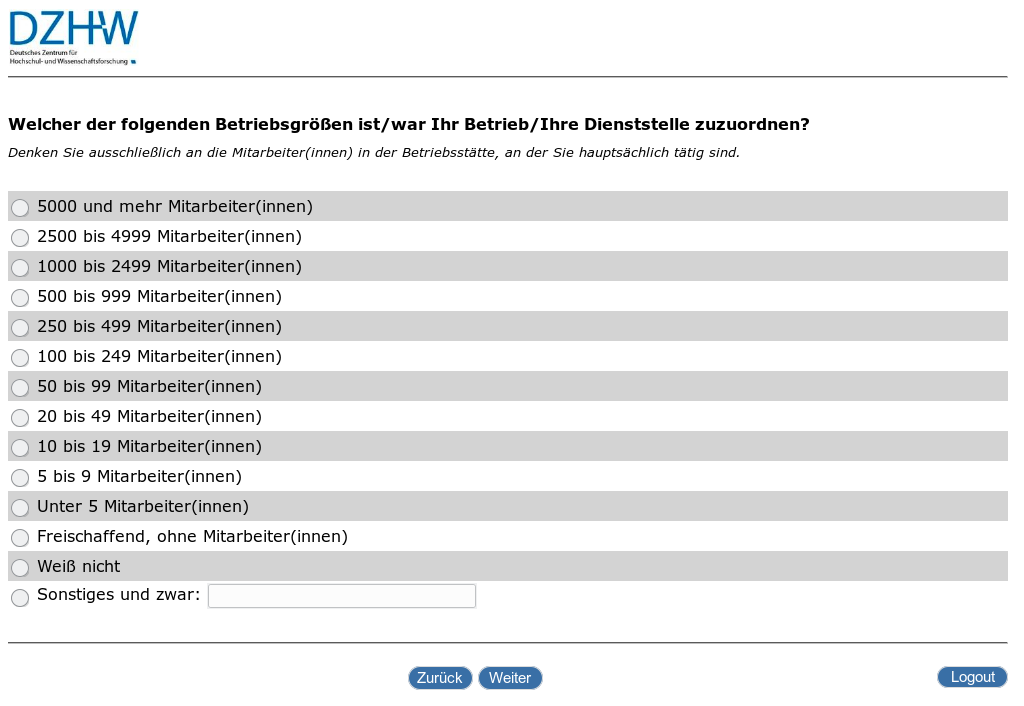 DZHW
Deutsches Zentrum für
Hochschul- und Wissenschaftsforschung
Welcher der folgenden Betriebsgrößen ist/war Ihr Betrieb/Ihre Dienststelle zuzuordnen?
Denken Sie ausschließlich an die Mitarbeiter(innen) in der Betriebsstätte, an der Sie hauptsächlich tätig sind.
5000 und mehr Mitarbeiter(innen)
2500 bis 4999 Mitarbeiter(innen)
1000 bis 2499 Mitarbeiter(innen)
500 bis 999 Mitarbeiter(innen)
250 bis 499 Mitarbeiter(innen)
100 bis 249 Mitarbeiter(innen)
50 bis 99 Mitarbeiter(innen)
20 bis 49 Mitarbeiter(innen)
10 bis 19 Mitarbeiter(innen)
5 bis 9 Mitarbeiter(innen)
Unter 5 Mitarbeiter(innen)
Freischaffend, ohne Mitarbeiter(innen)
Weiß nicht
Sonstiges und zwar:
Zurück Weiter Logout